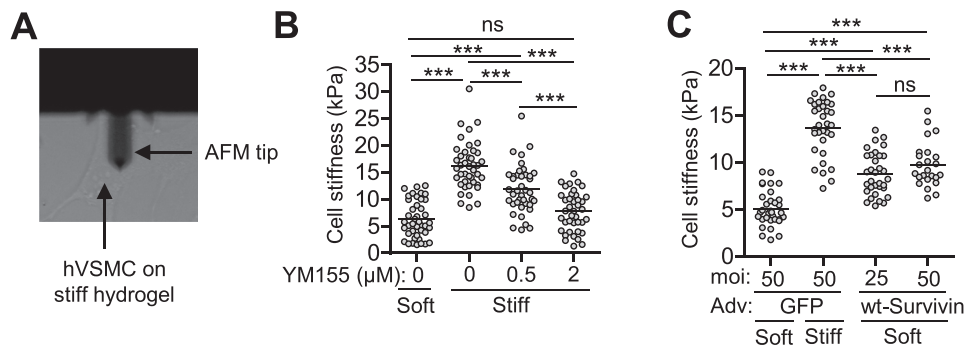 A
AFM tip
hVSMC on
stiff hydrogel
B
ns
*** ***
*** ***
***
Cell stiffness (kPa)
35
30
25
20
15
10
5
0
YM155 (μM): 0 0 0.5 2
Soft Stiff
C
***
*** ***
*** ***
ns
Cell stiffness (kPa)
20
15
10
5
0
moi: 50 50 25 50
Adv: GFP wt-Survivin
Soft Stiff Soft